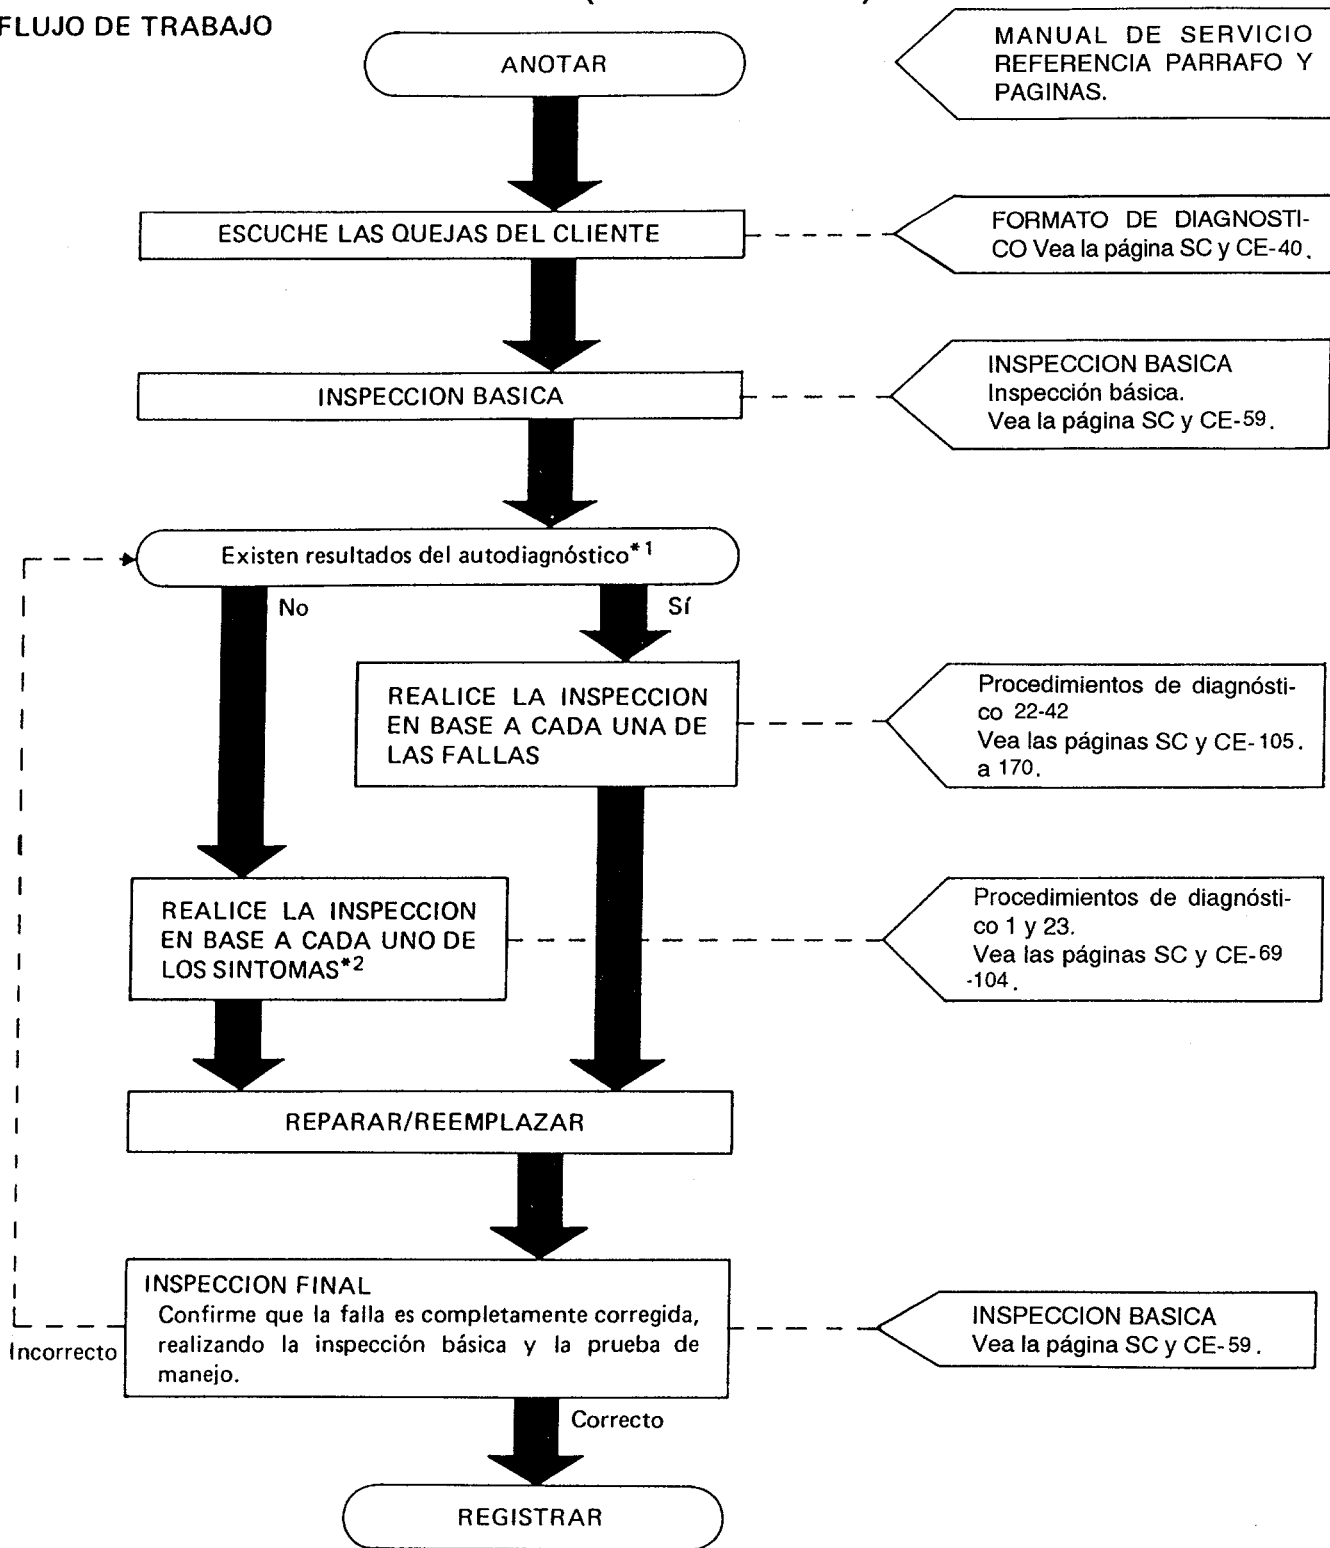 FLUJO DE TRABAJO
ANOTAR
MANUAL DE SERVICIO
REFERENCIA PARRAFO Y
PAGINAS.
ESCUCHE LAS QUEJAS DEL CLIENTE
FORMATO DE DIAGNOSTI-
CO Vea la página SC y CE-40.
INSPECCION BASICA
INSPECCION BASICA
Inspección básica.
Vea la página SC y CE-59.
Existen resultados del autodiagnóstico*1
No
Sí
REALICE LA INSPECCION
EN BASE A CADA UNA DE
LAS FALLAS
Procedimientos de diagnósti-
co 22-42
Vea las páginas SC y CE-105.
a 170.
REALICE LA INSPECCION
EN BASE A CADA UNO DE
LOS SINTOMAS*2
Procedimientos de diagnósti-
co 1 y 23.
Vea las páginas SC y CE-69
-104.
REPARAR/REEMPLAZAR
INSPECCION FINAL
Confirme que la falla es completamente corregida,
realizando la inspección básica y la prueba de
manejo.
INSPECCION BASICA
Vea la página SC y CE-59.
Incorrecto
Correcto
REGISTRAR